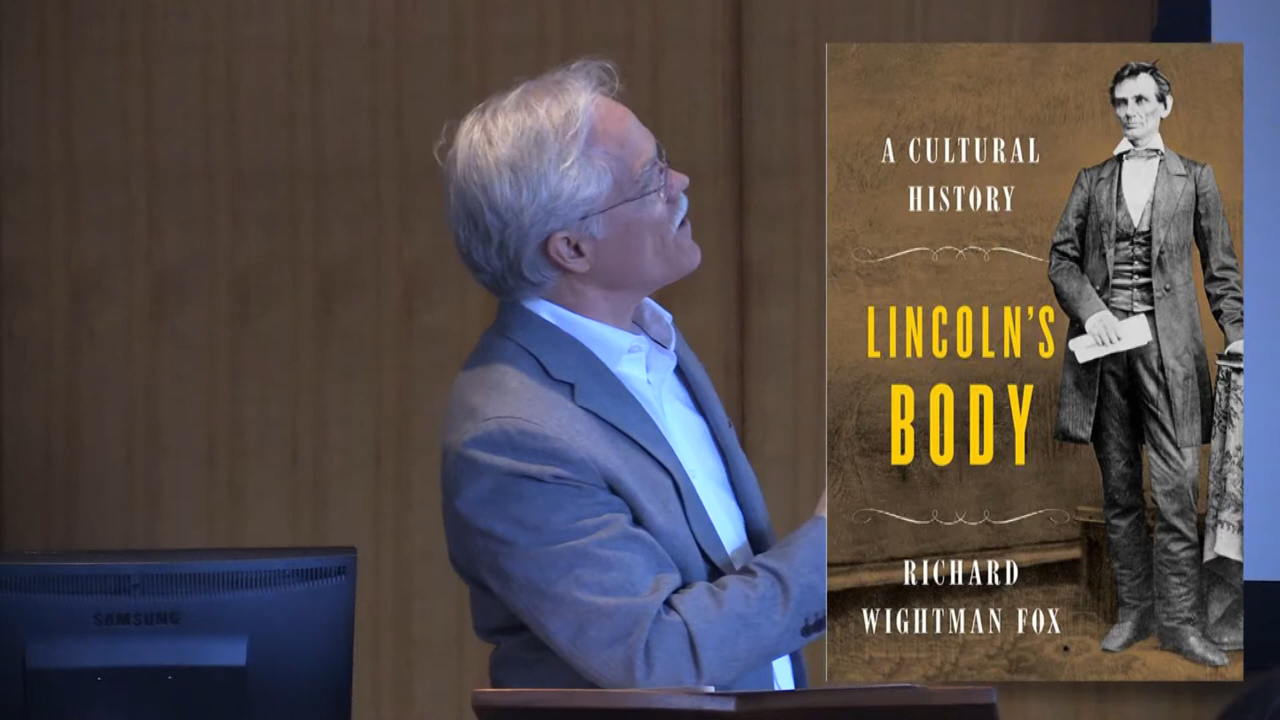 A CULTURAL
HISTORY
LINCOLN'S
BODY
RICHARD
WIGHTMAN FOX
SAMSUNG